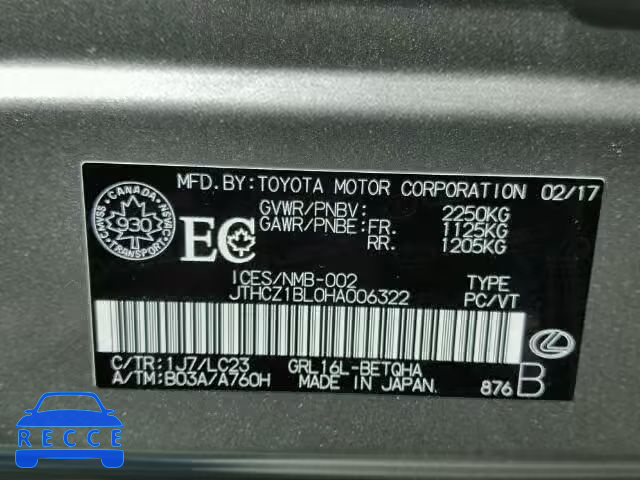 MFD.BY:TOYOTA MOTOR CORPORATION 02/17
GVWR/PNBV: 2250KG
GAWR/PNBE:FR. 1125KG
RR. 1205KG
CANADA
CMVSS
930
NSVAC
TRANSPORT
EC
ICES/NMB-002 TYPE
JTHCZ1BL0HA006322 PC/VT
C/TR:1J7/LC23 GRL16L-BETQHA
A/TM:B03A/A760H MADE IN JAPAN.
876 B
RECCE